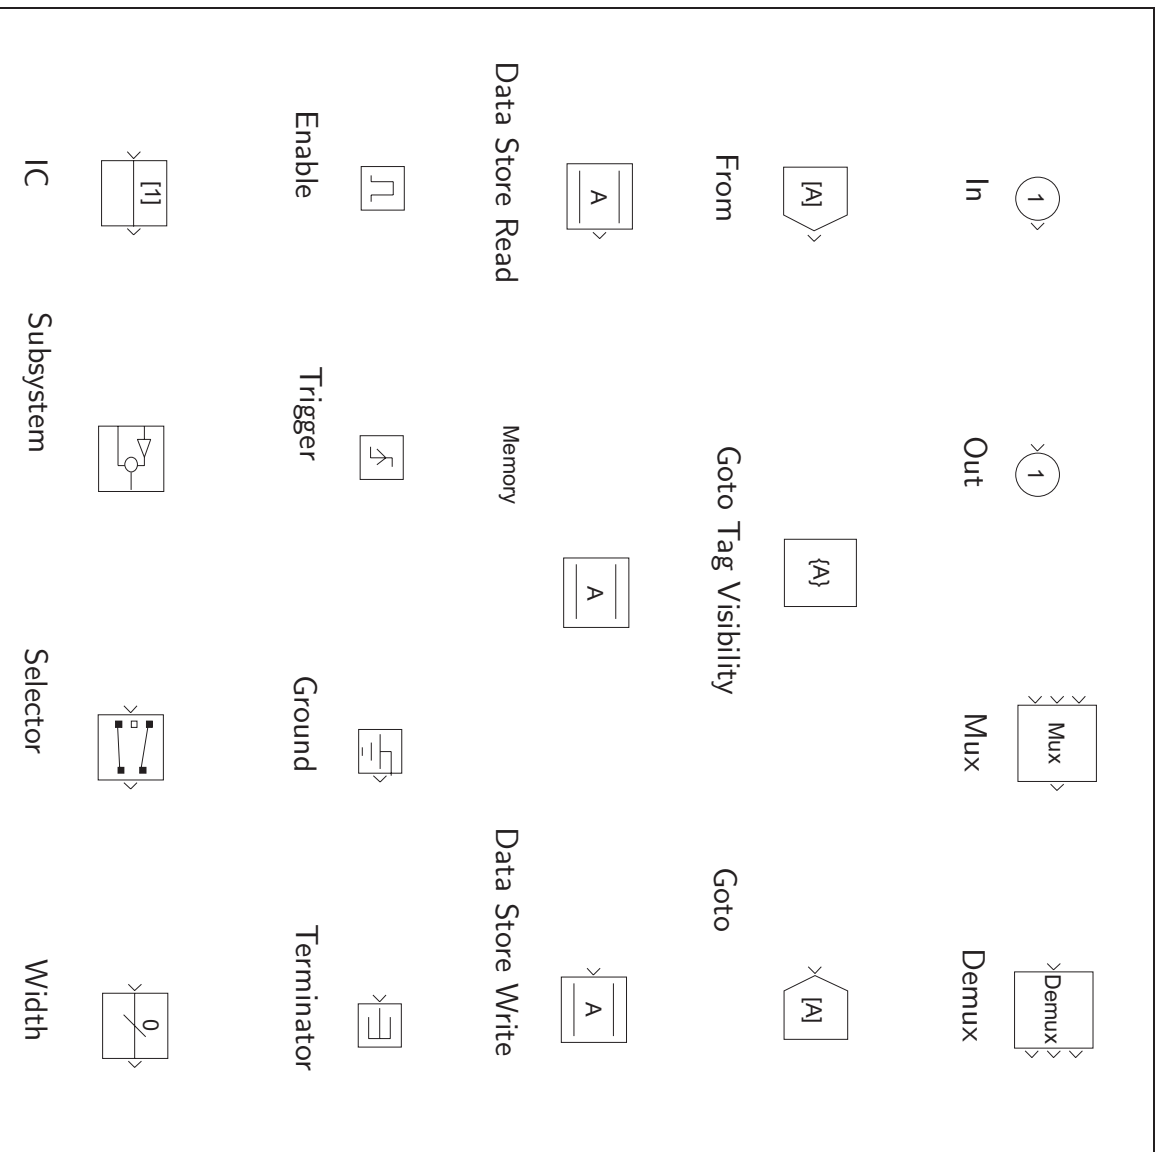 1
1
Mux
Demux
In
Out
Mux
Demux
[A]
{A}
[A]
From
Goto Tag Visibility
Goto
A
A
A
Data Store Read
Memory
Data Store Write
Enable
Trigger
Ground
Terminator
[1]
0
IC
Subsystem
Selector
Width